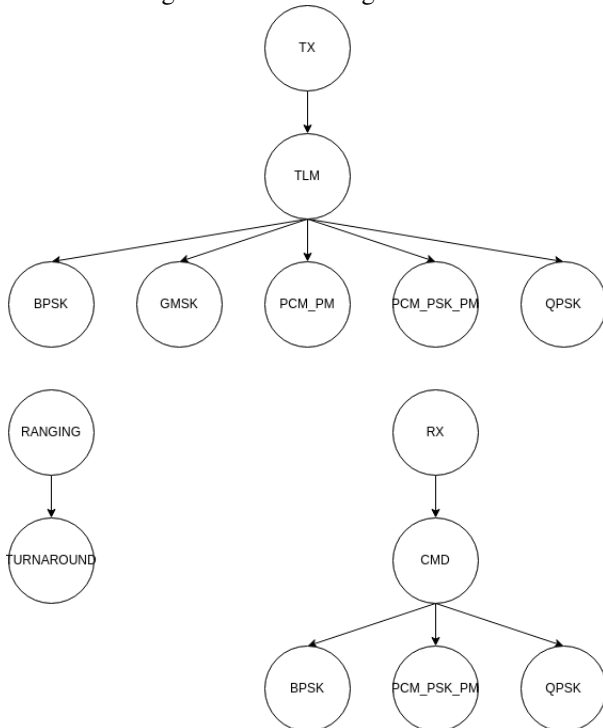 TX
TLM
BPSK
GMSK
PCM_PM
PCM_PSK_PM
QPSK
RANGING
RX
TURNAROUND
CMD
BPSK
PCM_PSK_PM
QPSK